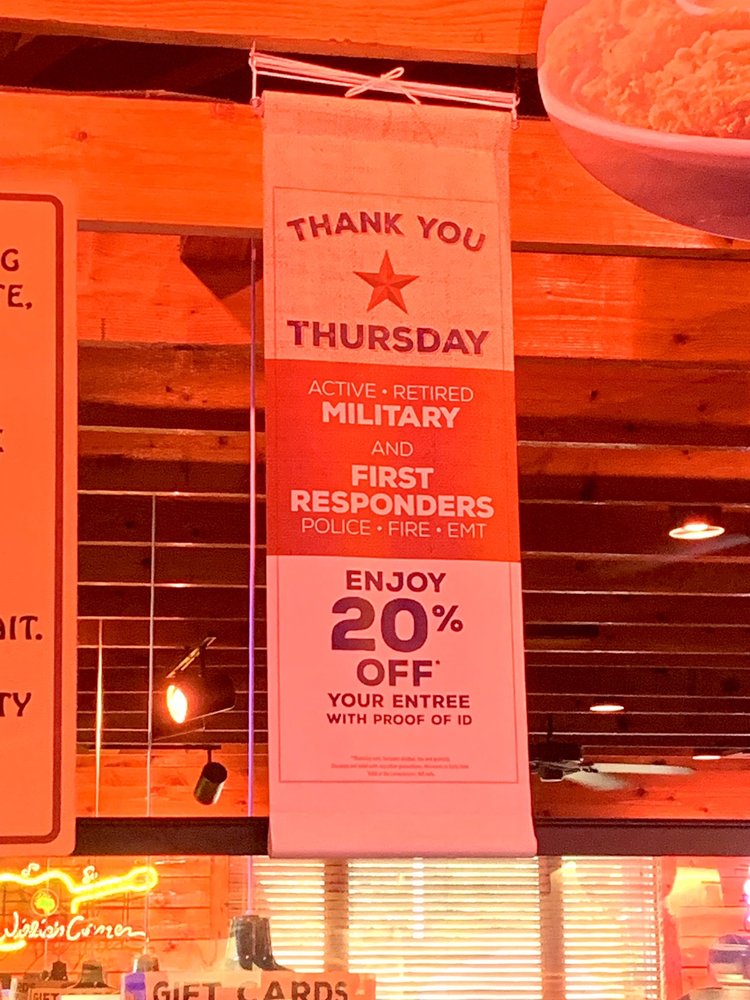 G
TE,
AIT.
TY
THANK YOU
THURSDAY
ACTIVE • RETIRED
MILITARY
AND
FIRST
RESPONDERS
POLICE • FIRE • EMT
ENJOY
20%
OFF*
YOUR ENTREE
WITH PROOF OF ID
GIFT CARDS